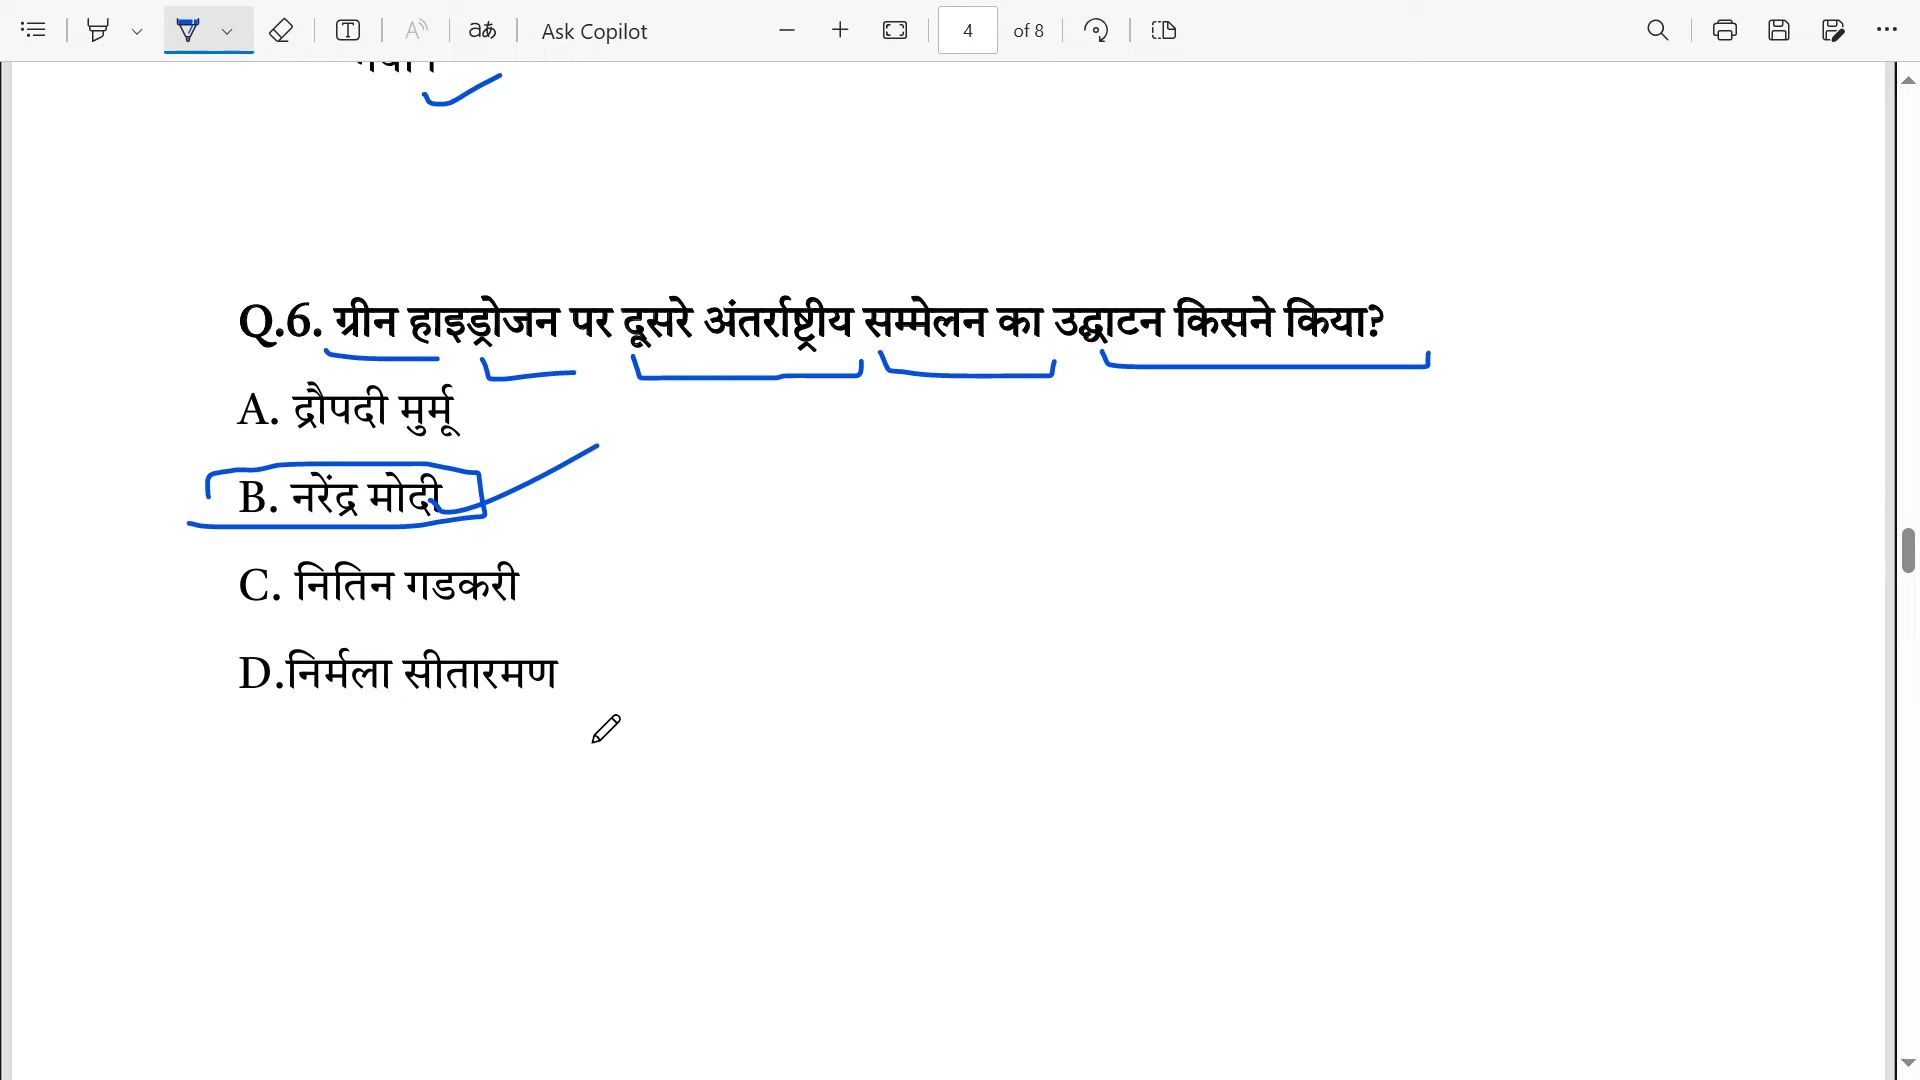 Ask Copilot
4 of 8
Q.6. ग्रीन हाइड्रोजन पर दूसरे अंतर्राष्ट्रीय सम्मेलन का उद्घाटन किसने किया?
A. द्रौपदी मुर्मू
B. नरेंद्र मोदी
C. नितिन गडकरी
D.निर्मला सीतारमण